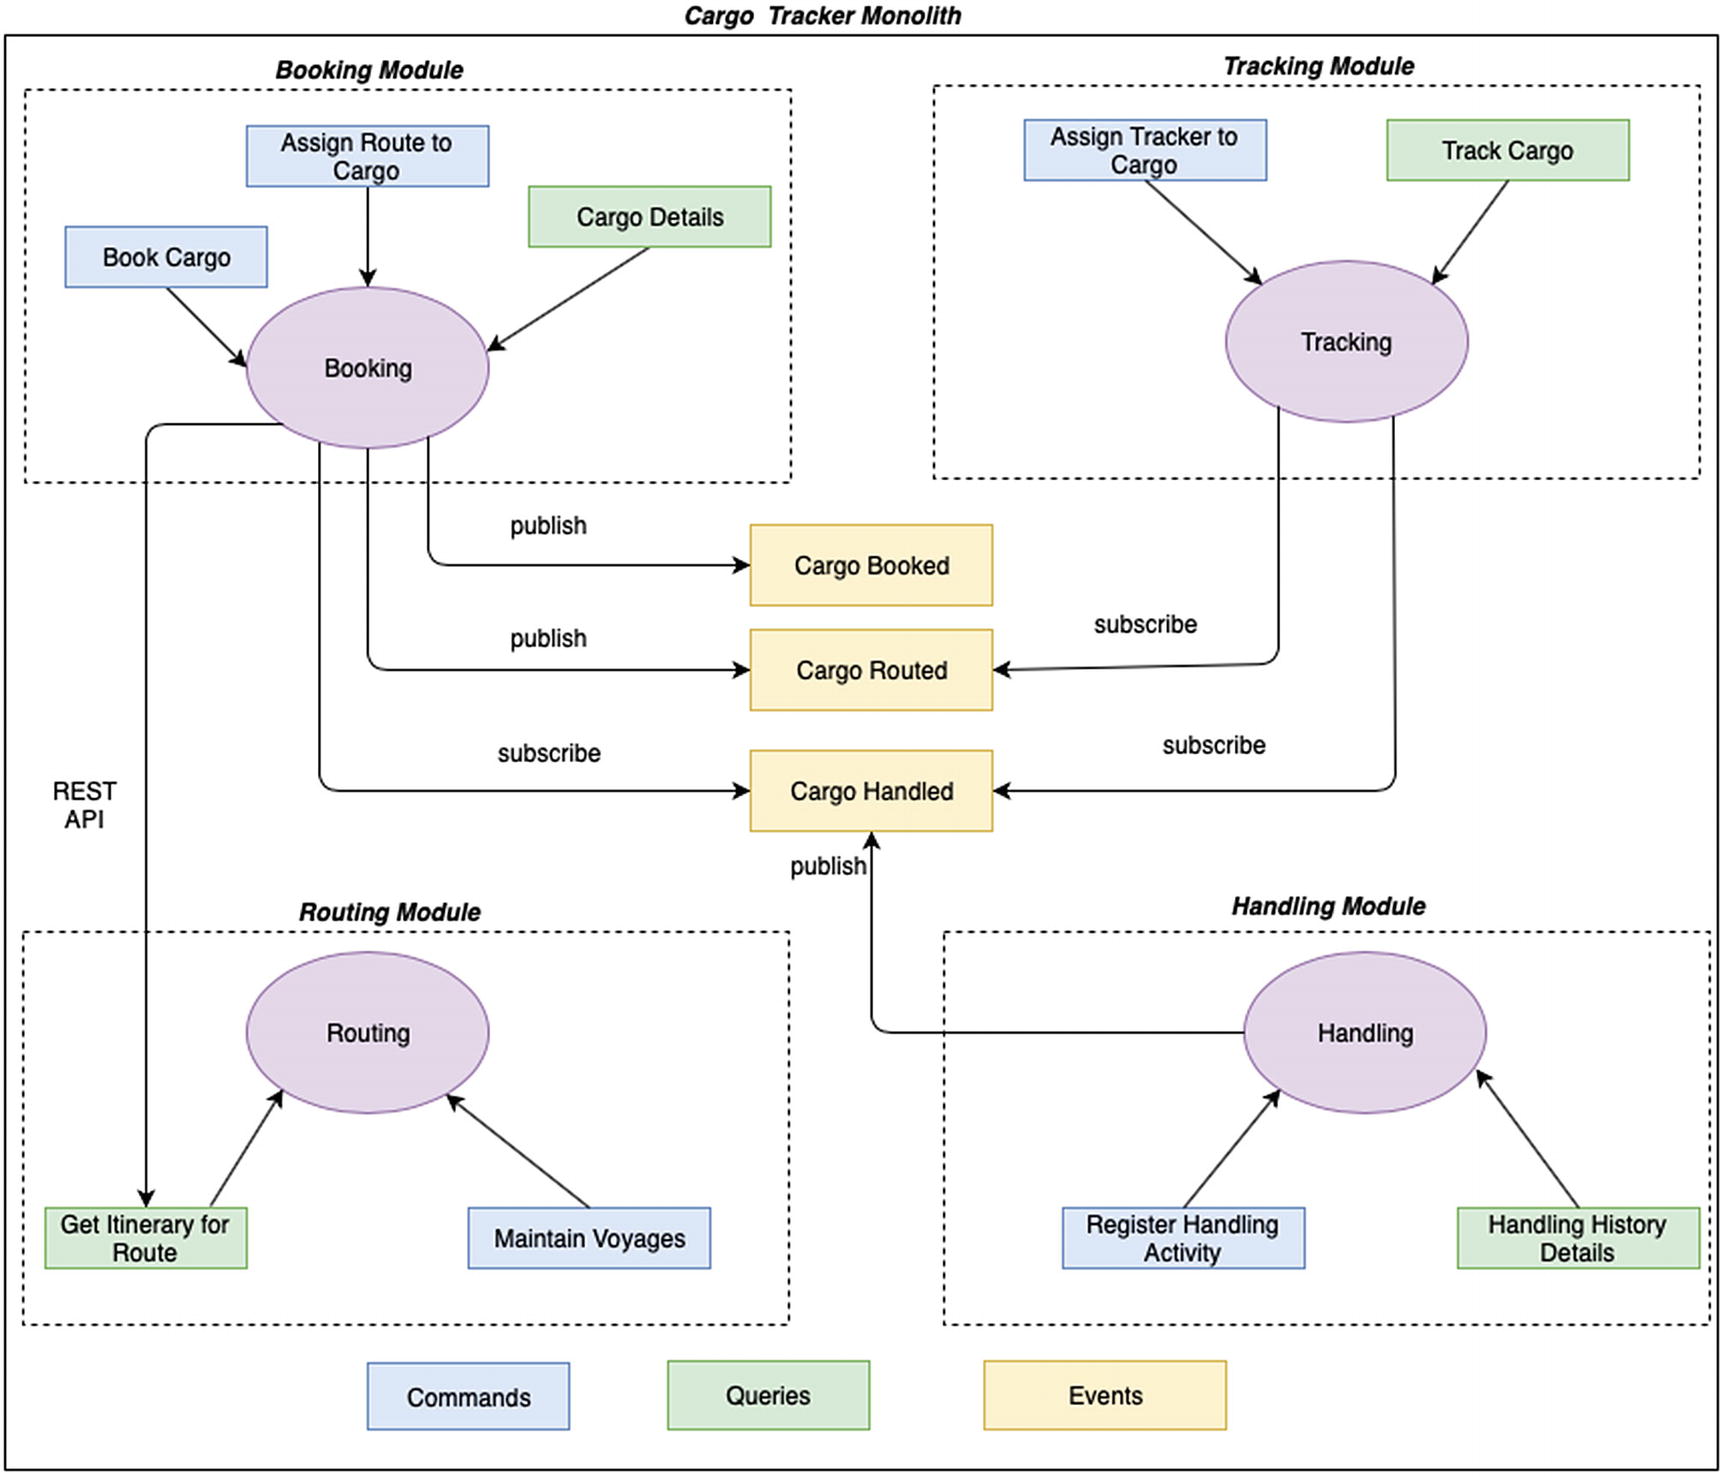 Cargo Tracker Monolith
Booking Module
Tracking Module
Assign Route to
Cargo
Cargo Details
Book Cargo
Booking
Assign Tracker to
Cargo
Track Cargo
Tracking
publish
Cargo Booked
publish
Cargo Routed
subscribe
subscribe
Cargo Handled
subscribe
REST
API
publish
Routing Module
Handling Module
Routing
Get Itinerary for
Route
Maintain Voyages
Handling
Register Handling
Activity
Handling History
Details
Commands
Queries
Events